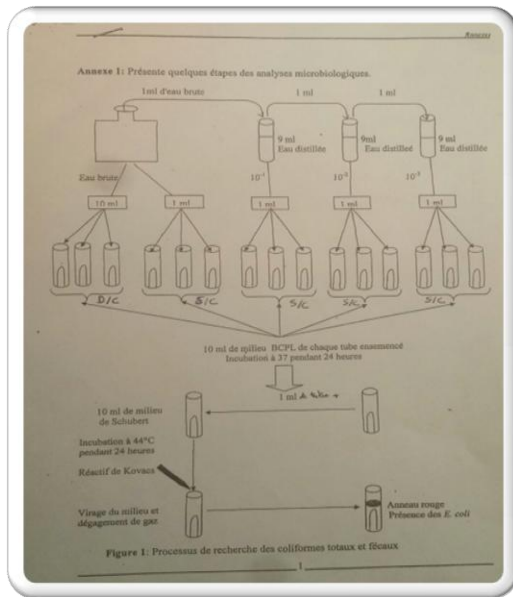 Annexes
Annexe 1: Présente quelques étapes des analyses microbiologiques.
1ml d'eau brute 1 ml 1 ml
9 ml 9ml 9 ml
Eau distillée Eau distilleé Eau distillée
Eau brute 10⁻¹ 10⁻² 10⁻³
10 ml 1 ml 1 ml 1 ml 1 ml
D/C S/C S/C S/C S/C
10 ml de milieu BCPL de chaque tube ensemencé
Incubation à 37 pendant 24 heures
1 ml
10 ml de milieu
de Schubert
Incubation à 44°C
pendant 24 heures
Réactif de Kovacs
Virage du milieu et
dégagement de gaz
Anneau rouge
Présence des E. coli
Figure 1: Processus de recherche des coliformes totaux et fécaux
1